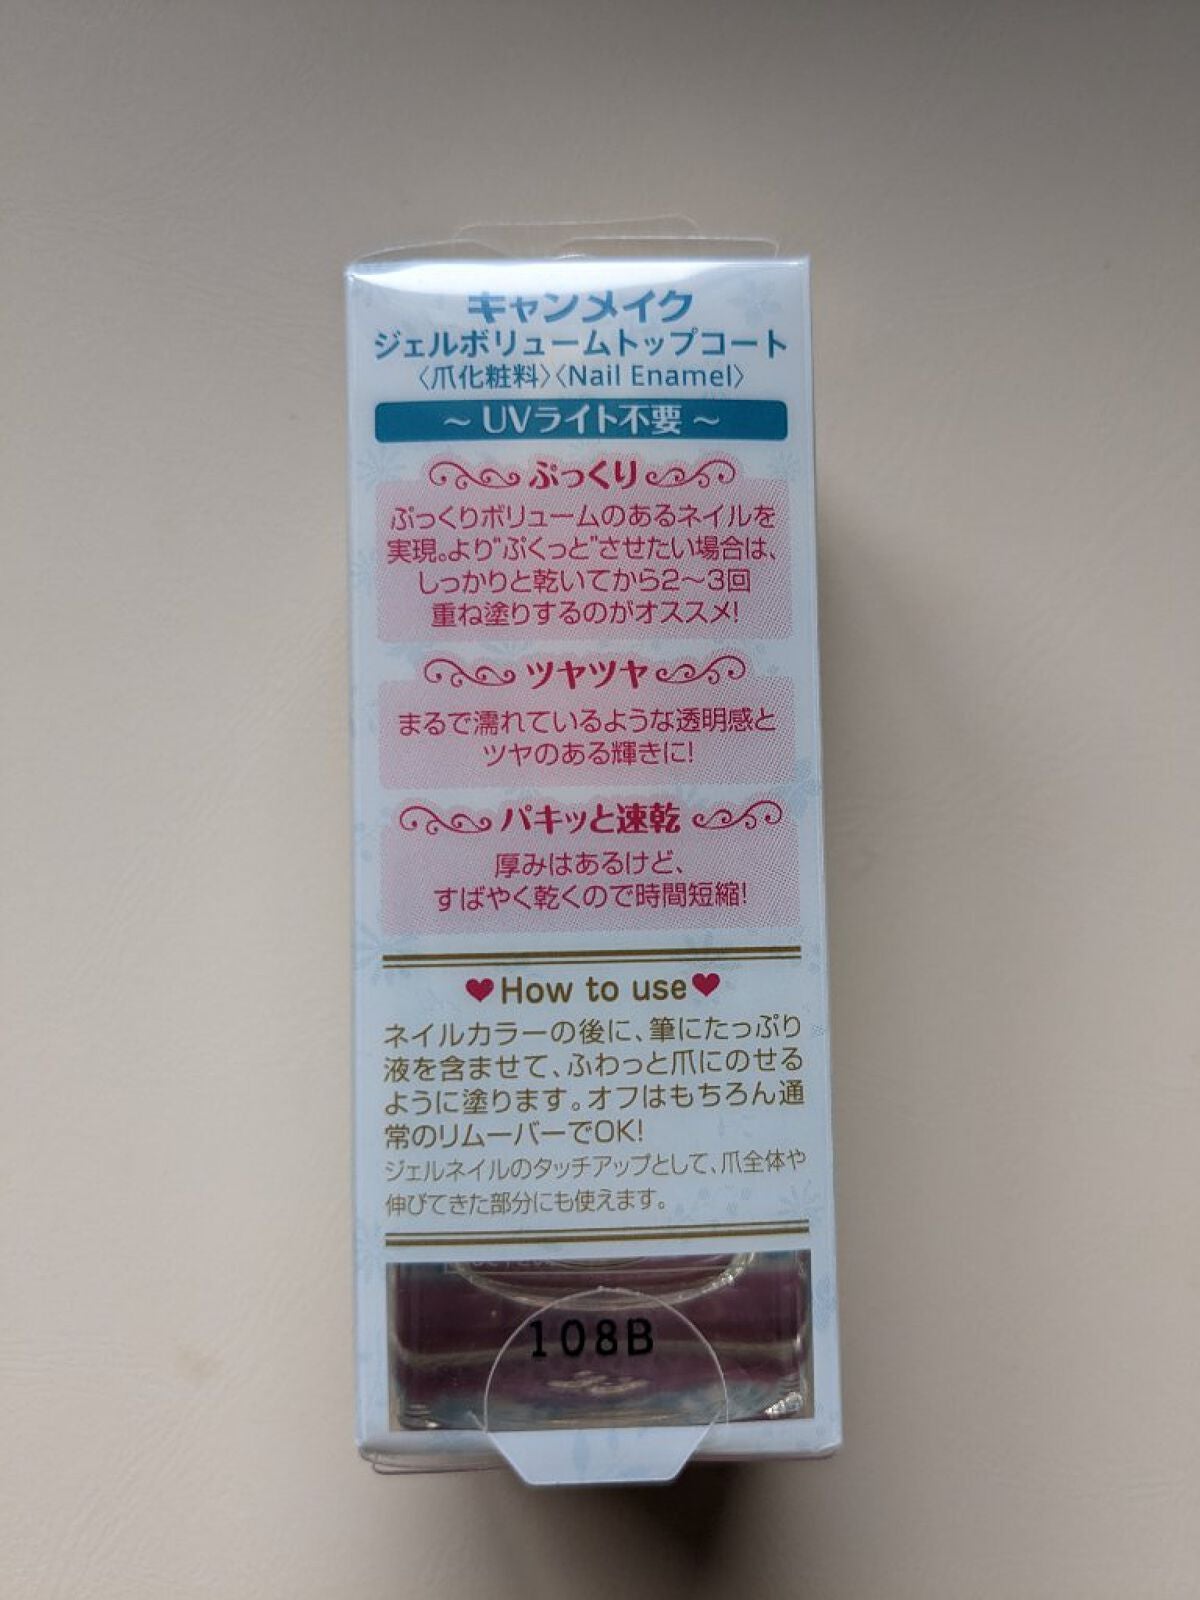 キャンメイク
ジェルボリュームトップコート
〈爪化粧料〉〈Nail Enamel〉
～UVライト不要～
ぷっくり
ぷっくりボリュームのあるネイルを
実現。より"ぷくっと"させたい場合は、
しっかりと乾いてから2～3回
重ね塗りするのがオススメ!
ツヤツヤ
まるで濡れているような透明感と
ツヤのある輝きに!
パキッと速乾
厚みはあるけど、
すばやく乾くので時間短縮!
♥How to use♥
ネイルカラーの後に、筆にたっぷり
液を含ませて、ふわっと爪にのせる
ように塗ります。オフはもちろん通
常のリムーバーでOK!
ジェルネイルのタッチアップとして、爪全体や
伸びてきた部分にも使えます。
108B